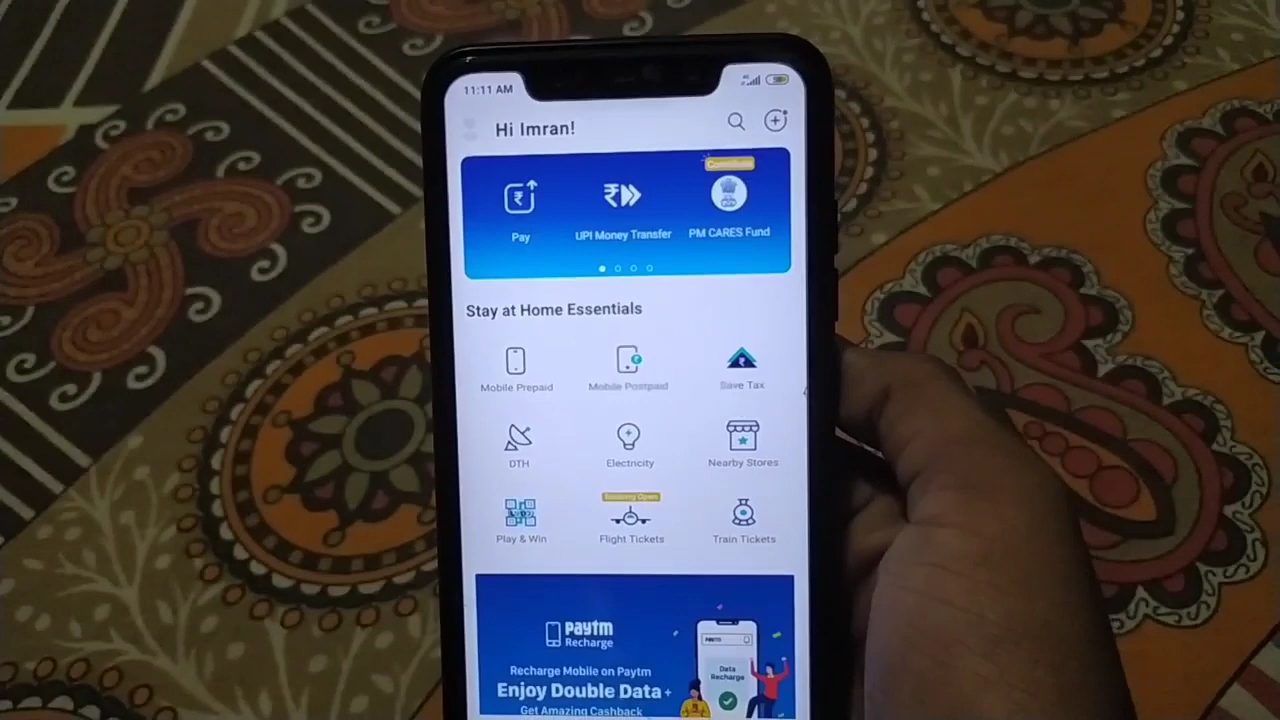 11:11 AM
Hi Imran!
Contribute
Pay
UPI Money Transfer
PM CARES Fund
Stay at Home Essentials
Mobile Prepaid
Mobile Postpaid
Save Tax
DTH
Electricity
Nearby Stores
Booking Open
Play & Win
Flight Tickets
Train Tickets
paytm
Recharge
Recharge Mobile on Paytm
Enjoy Double Data+
Get Amazing Cashback
Data
Recharge